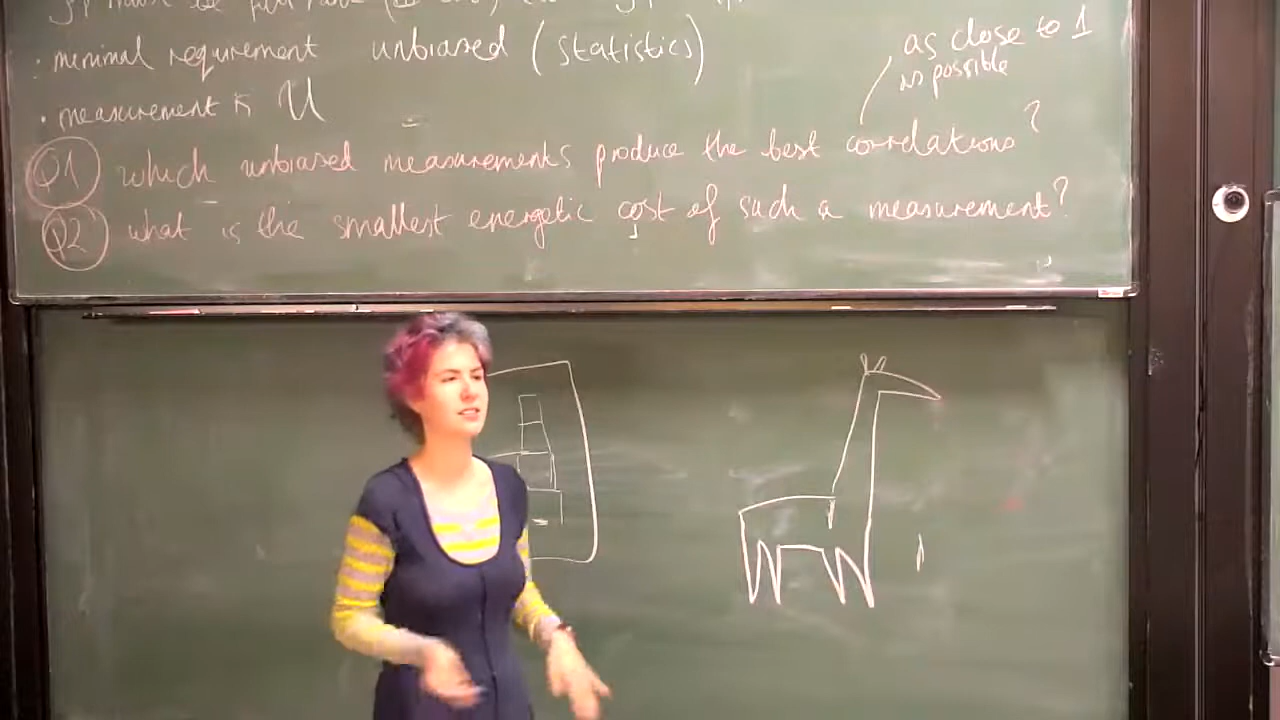 · minimal requirement unbiased (statistics)
as close to 1
as possible
· measurement is U
Q1 which unbiased measurements produce the best correlations?
Q2 what is the smallest energetic cost of such a measurement?